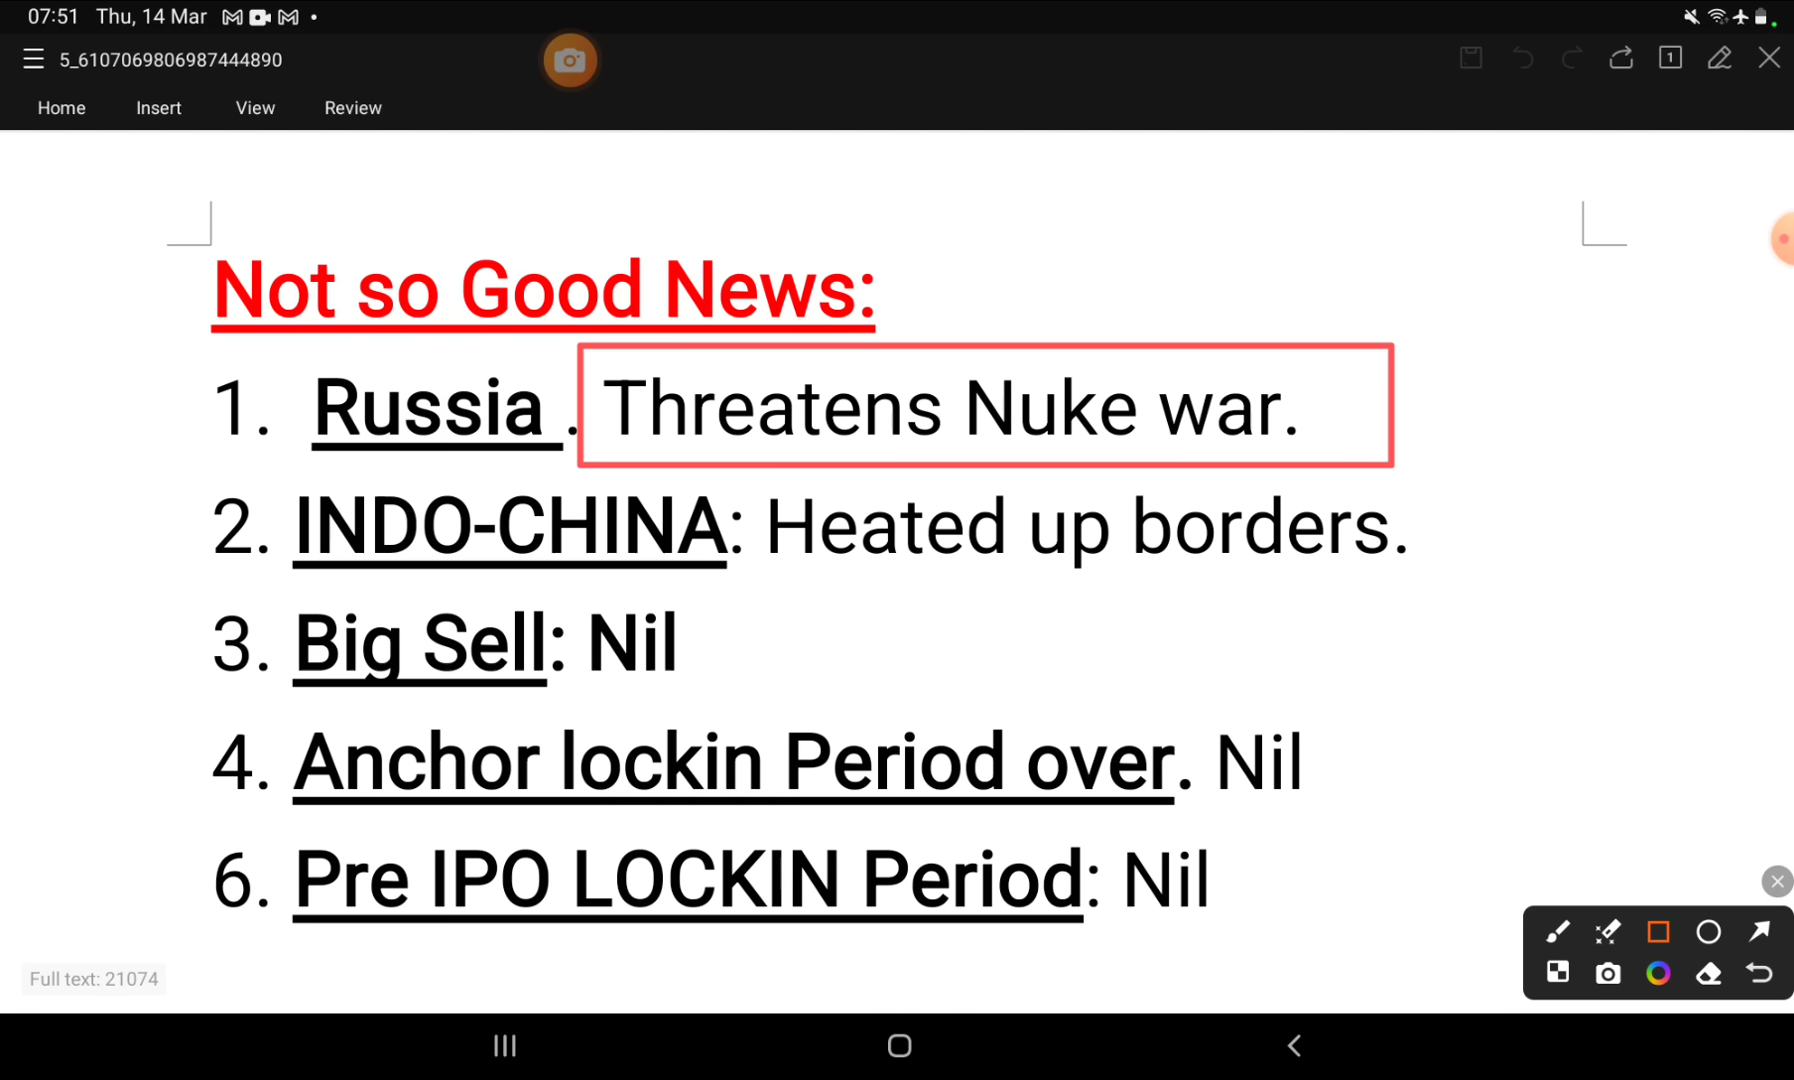 07:51 Thu, 14 Mar
5_6107069806987444890
1
Home Insert View Review
Not so Good News:
1. Russia . Threatens Nuke war.
2. INDO-CHINA: Heated up borders.
3. Big Sell: Nil
4. Anchor lockin Period over. Nil
6. Pre IPO LOCKIN Period: Nil
Full text: 21074